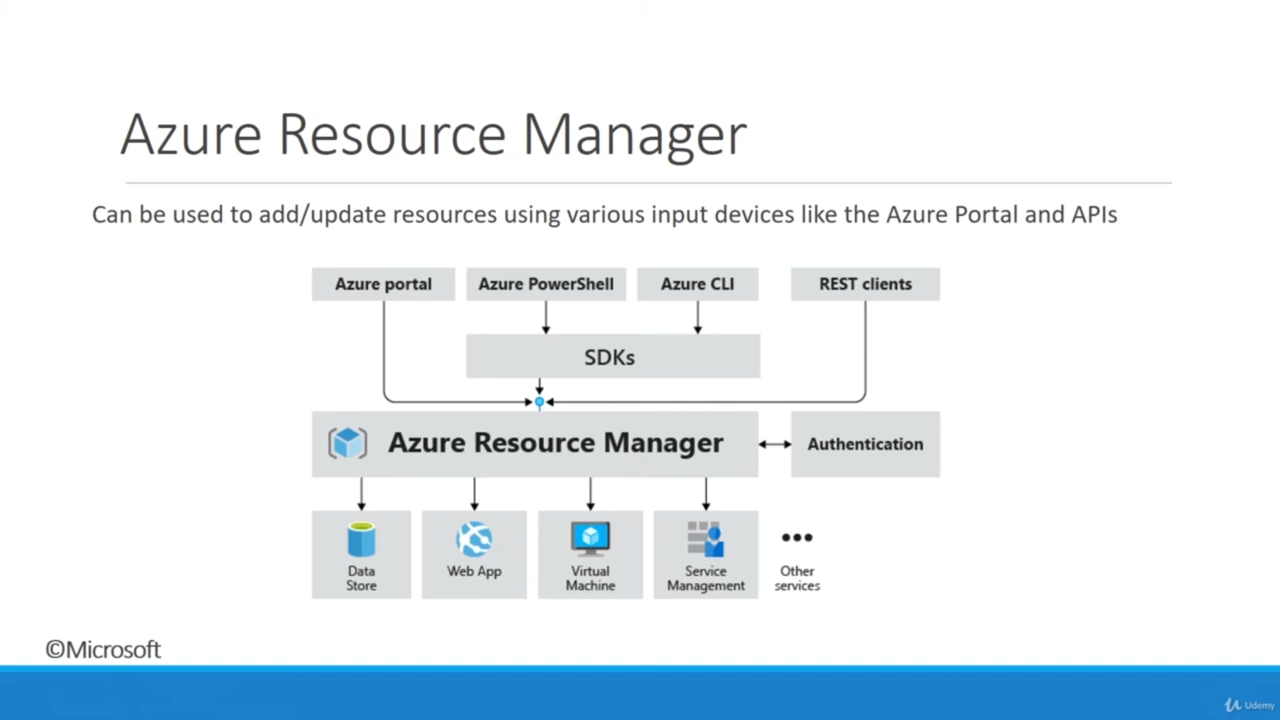 Azure Resource Manager
Can be used to add/update resources using various input devices like the Azure Portal and APIs
Azure portal
Azure PowerShell
Azure CLI
REST clients
SDKs
Azure Resource Manager
Authentication
Data
Store
Web App
Virtual
Machine
Service
Management
Other
services
©Microsoft
Udemy